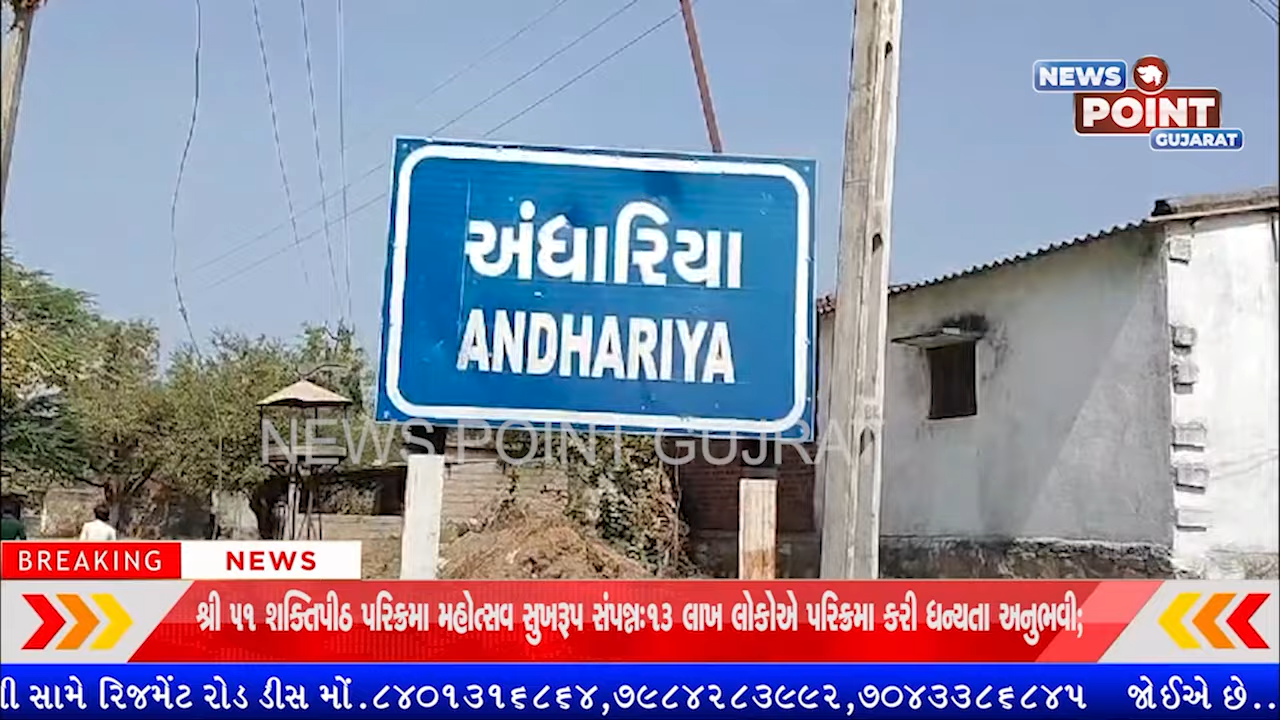 NEWS
POINT
GUJARAT
અંધારિયા
ANDHARIYA
NEWS POINT GUJRAT
BREAKING NEWS
શ્રી ૫૧ શક્તિપીઠ પરિક્રમા મહોત્સવ સુખરૂપ સંપન્નઃ૧૩ લાખ લોકોએ પરિક્રમા કરી ધન્યતા અનુભવી;
ી સામે રિજમેંટ રોડ ડીસ મોં .૮૪૦૧૩૧૬૮૬૪,૭૯૮૪૨૮૩૯૯૨,૭૦૪૩૩૮૬૮૪૫ જોઈએ છે..